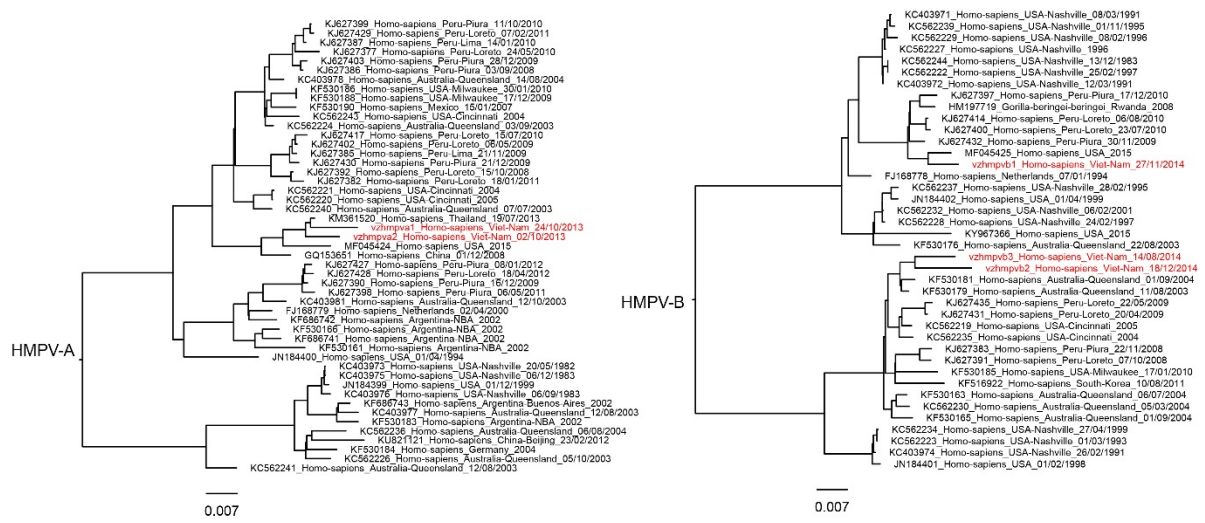 KJ627399_Homo-sapiens_Peru-Piura_11/10/2010
KJ627429_Homo-sapiens_Peru-Loreto_07/02/2011
KJ627387_Homo-sapiens_Peru-Lima_14/01/2010
KJ627377_Homo-sapiens_Peru-Loreto_24/05/2010
KJ627403_Homo-sapiens_Peru-Piura_28/12/2009
KJ627386_Homo-sapiens_Peru-Piura_03/09/2008
KC403978_Homo-sapiens_Australia-Queensland_14/08/2004
KF530186_Homo-sapiens_USA-Milwaukee_30/01/2010
KF530188_Homo-sapiens_USA-Milwaukee_17/12/2009
KF530190_Homo-sapiens_Mexico_15/01/2007
KC562243_Homo-sapiens_USA-Cincinnati_2004
KC562224_Homo-sapiens_Australia-Queensland_03/09/2003
KJ627417_Homo-sapiens_Peru-Loreto_15/07/2010
KJ627402_Homo-sapiens_Peru-Loreto_06/05/2009
KJ627385_Homo-sapiens_Peru-Lima_21/11/2009
KJ627430_Homo-sapiens_Peru-Piura_21/12/2009
KJ627392_Homo-sapiens_Peru-Loreto_15/10/2008
KJ627382_Homo-sapiens_Peru-Loreto_18/01/2011
KC562221_Homo-sapiens_USA-Cincinnati_2004
KC562220_Homo-sapiens_USA-Cincinnati_2005
KC562240_Homo-sapiens_Australia-Queensland_07/07/2003
KM361520_Homo-sapiens_Thailand_19/07/2013
vzhmpva1_Homo-sapiens_Viet-Nam_24/10/2013
vzhmpva2_Homo-sapiens_Viet-Nam_02/10/2013
MF045424_Homo-sapiens_USA_2015
GQ153651_Homo-sapiens_China_01/12/2008
KJ627427_Homo-sapiens_Peru-Piura_08/01/2012
KJ627428_Homo-sapiens_Peru-Loreto_18/04/2012
KJ627390_Homo-sapiens_Peru-Piura_16/12/2009
KJ627398_Homo-sapiens_Peru-Piura_06/05/2011
KC403981_Homo-sapiens_Australia-Queensland_12/10/2003
FJ168779_Homo-sapiens_Netherlands_02/04/2000
KF686742_Homo-sapiens_Argentina-NBA_2002
KF530166_Homo-sapiens_Argentina-NBA_2002
KF686741_Homo-sapiens_Argentina-NBA_2002
KF530161_Homo-sapiens_Argentina-NBA_2002
JN184400_Homo-sapiens_USA_01/04/1994
HMPV-A
KC403973_Homo-sapiens_USA-Nashville_20/05/1982
KC403975_Homo-sapiens_USA-Nashville_06/12/1983
JN184399_Homo-sapiens_USA_01/12/1999
KC403976_Homo-sapiens_USA-Nashville_06/09/1983
KF686743_Homo-sapiens_Argentina-Buenos-Aires_2002
KC403977_Homo-sapiens_Australia-Queensland_12/08/2003
KF530183_Homo-sapiens_Argentina-NBA_2002
KC562236_Homo-sapiens_Australia-Queensland_06/08/2004
KU821121_Homo-sapiens_China-Beijing_23/02/2012
KF530184_Homo-sapiens_Germany_2004
KC562226_Homo-sapiens_Australia-Queensland_05/10/2003
KC562241_Homo-sapiens_Australia-Queensland_12/08/2003
0.007
KC403971_Homo-sapiens_USA-Nashville_08/03/1991
KC562239_Homo-sapiens_USA-Nashville_01/11/1995
KC562229_Homo-sapiens_USA-Nashville_08/02/1996
KC562227_Homo-sapiens_USA-Nashville_1996
KC562244_Homo-sapiens_USA-Nashville_13/12/1983
KC562222_Homo-sapiens_USA-Nashville_25/02/1997
KC403972_Homo-sapiens_USA-Nashville_12/03/1991
KJ627397_Homo-sapiens_Peru-Piura_17/12/2010
HM197719_Gorilla-beringei-beringei_Rwanda_2008
KJ627414_Homo-sapiens_Peru-Loreto_06/08/2010
KJ627400_Homo-sapiens_Peru-Loreto_23/07/2010
KJ627432_Homo-sapiens_Peru-Piura_30/11/2009
MF045425_Homo-sapiens_USA_2015
vzhmpvb1_Homo-sapiens_Viet-Nam_27/11/2014
FJ168778_Homo-sapiens_Netherlands_07/01/1994
KC562237_Homo-sapiens_USA-Nashville_28/02/1995
JN184402_Homo-sapiens_USA_01/04/1999
KC562232_Homo-sapiens_USA-Nashville_06/02/2001
KC562228_Homo-sapiens_USA-Nashville_24/02/1997
KY967366_Homo-sapiens_USA_2015
KF530176_Homo-sapiens_Australia-Queensland_22/08/2003
vzhmpvb3_Homo-sapiens_Viet-Nam_14/08/2014
vzhmpvb2_Homo-sapiens_Viet-Nam_18/12/2014
KF530181_Homo-sapiens_Australia-Queensland_01/09/2004
KF530179_Homo-sapiens_Australia-Queensland_11/08/2003
HMPV-B
KJ627435_Homo-sapiens_Peru-Loreto_22/05/2009
KJ627431_Homo-sapiens_Peru-Loreto_20/04/2009
KC562219_Homo-sapiens_USA-Cincinnati_2005
KC562235_Homo-sapiens_USA-Cincinnati_2004
KJ627383_Homo-sapiens_Peru-Piura_22/11/2008
KJ627391_Homo-sapiens_Peru-Loreto_07/10/2008
KF530185_Homo-sapiens_USA-Milwaukee_17/01/2010
KF516922_Homo-sapiens_South-Korea_10/08/2011
KF530163_Homo-sapiens_Australia-Queensland_06/07/2004
KC562230_Homo-sapiens_Australia-Queensland_05/03/2004
KF530165_Homo-sapiens_Australia-Queensland_01/09/2004
KC562234_Homo-sapiens_USA-Nashville_27/04/1999
KC562223_Homo-sapiens_USA-Nashville_01/03/1993
KC403974_Homo-sapiens_USA-Nashville_26/02/1991
JN184401_Homo-sapiens_USA_01/02/1998
0.007